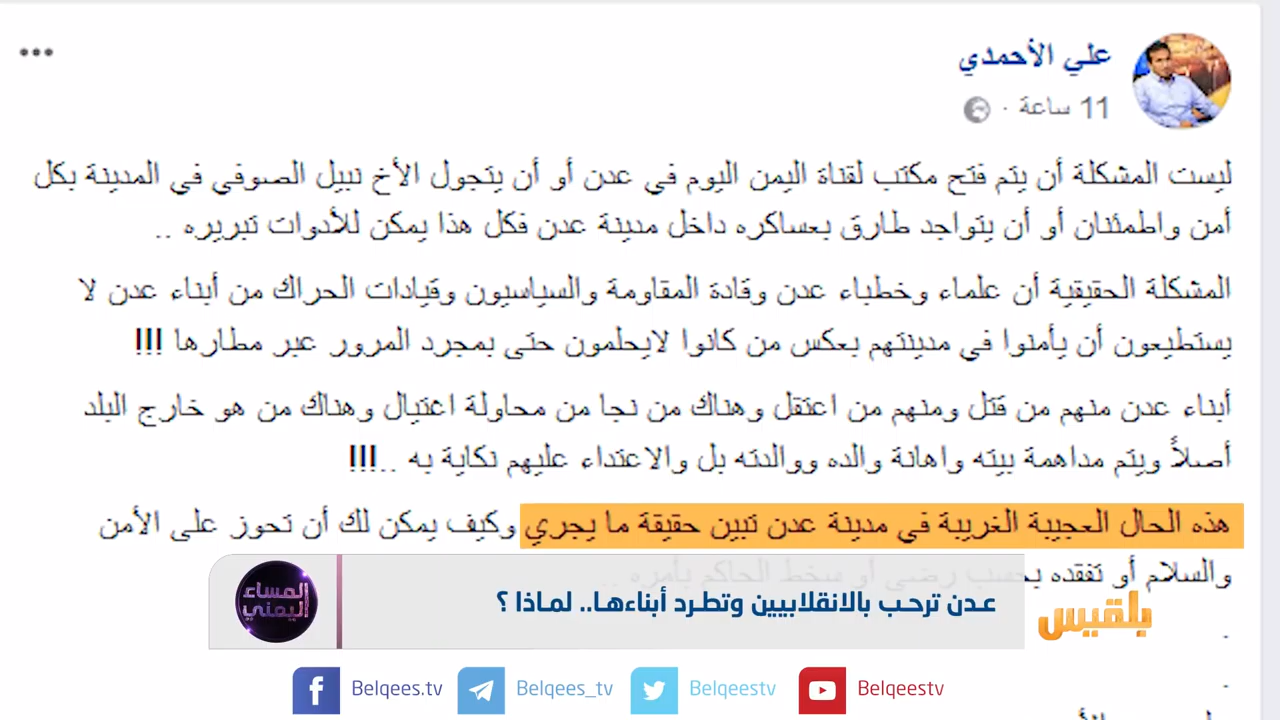 علي الأحمدي
11 ساعة ·
ليست المشكلة أن يتم فتح مكتب لقناة اليمن اليوم في عدن أو أن يتجول الأخ نبيل الصوفي في المدينة بكل
أمن واطمئنان أو أن يتواجد طارق بعساكره داخل مدينة عدن فكل هذا يمكن للأدوات تبريره ..
المشكلة الحقيقية أن علماء وخطباء عدن وقادة المقاومة والسياسيون وقيادات الحراك من أبناء عدن لا
يستطيعون أن يأمنوا في مدينتهم بعكس من كانوا لايحلمون حتى بمجرد المرور عبر مطارها !!!
أبناء عدن منهم من قتل ومنهم من اعتقل وهناك من نجا من محاولة اغتيال وهناك من هو خارج البلد
أصلاً ويتم مداهمة بيته واهانة والده ووالدته بل والاعتداء عليهم نكاية به ..!!!
هذه الحال العجيبة الغريبة في مدينة عدن تبين حقيقة ما يجري وكيف يمكن لك أن تحوز على الأمن
والسلام أو تفقده بحسب رضى أو سخط الحاكم بأمره ..
المساء اليمني
عدن ترحب بالانقلابيين وتطرد أبناءها.. لماذا ؟
بلقيس
Belqees.tv
Belqees_tv
Belqeestv
Belqeestv